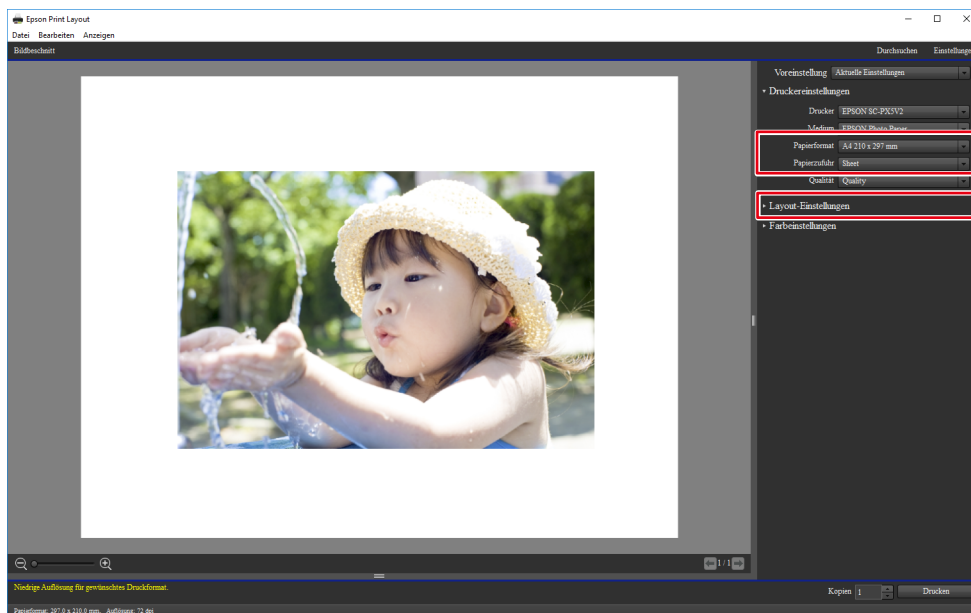 Epson Print Layout
Datei Bearbeiten Anzeigen
Bildbeschnitt Durchsuchen Einstellunge
Voreinstellung Aktuelle Einstellungen
Druckereinstellungen
Drucker EPSON SC-PX5V2
Medium EPSON Photo Paper
Papierformat A4 210 x 297 mm
Papierzufuhr Sheet
Qualität Quality
Layout-Einstellungen
Farbeinstellungen
1 / 1
Niedrige Auflösung für gewünschtes Druckformat.
Kopien 1 Drucken
Papierformat: 297.0 x 210.0 mm, Auflösung: 72 dpi